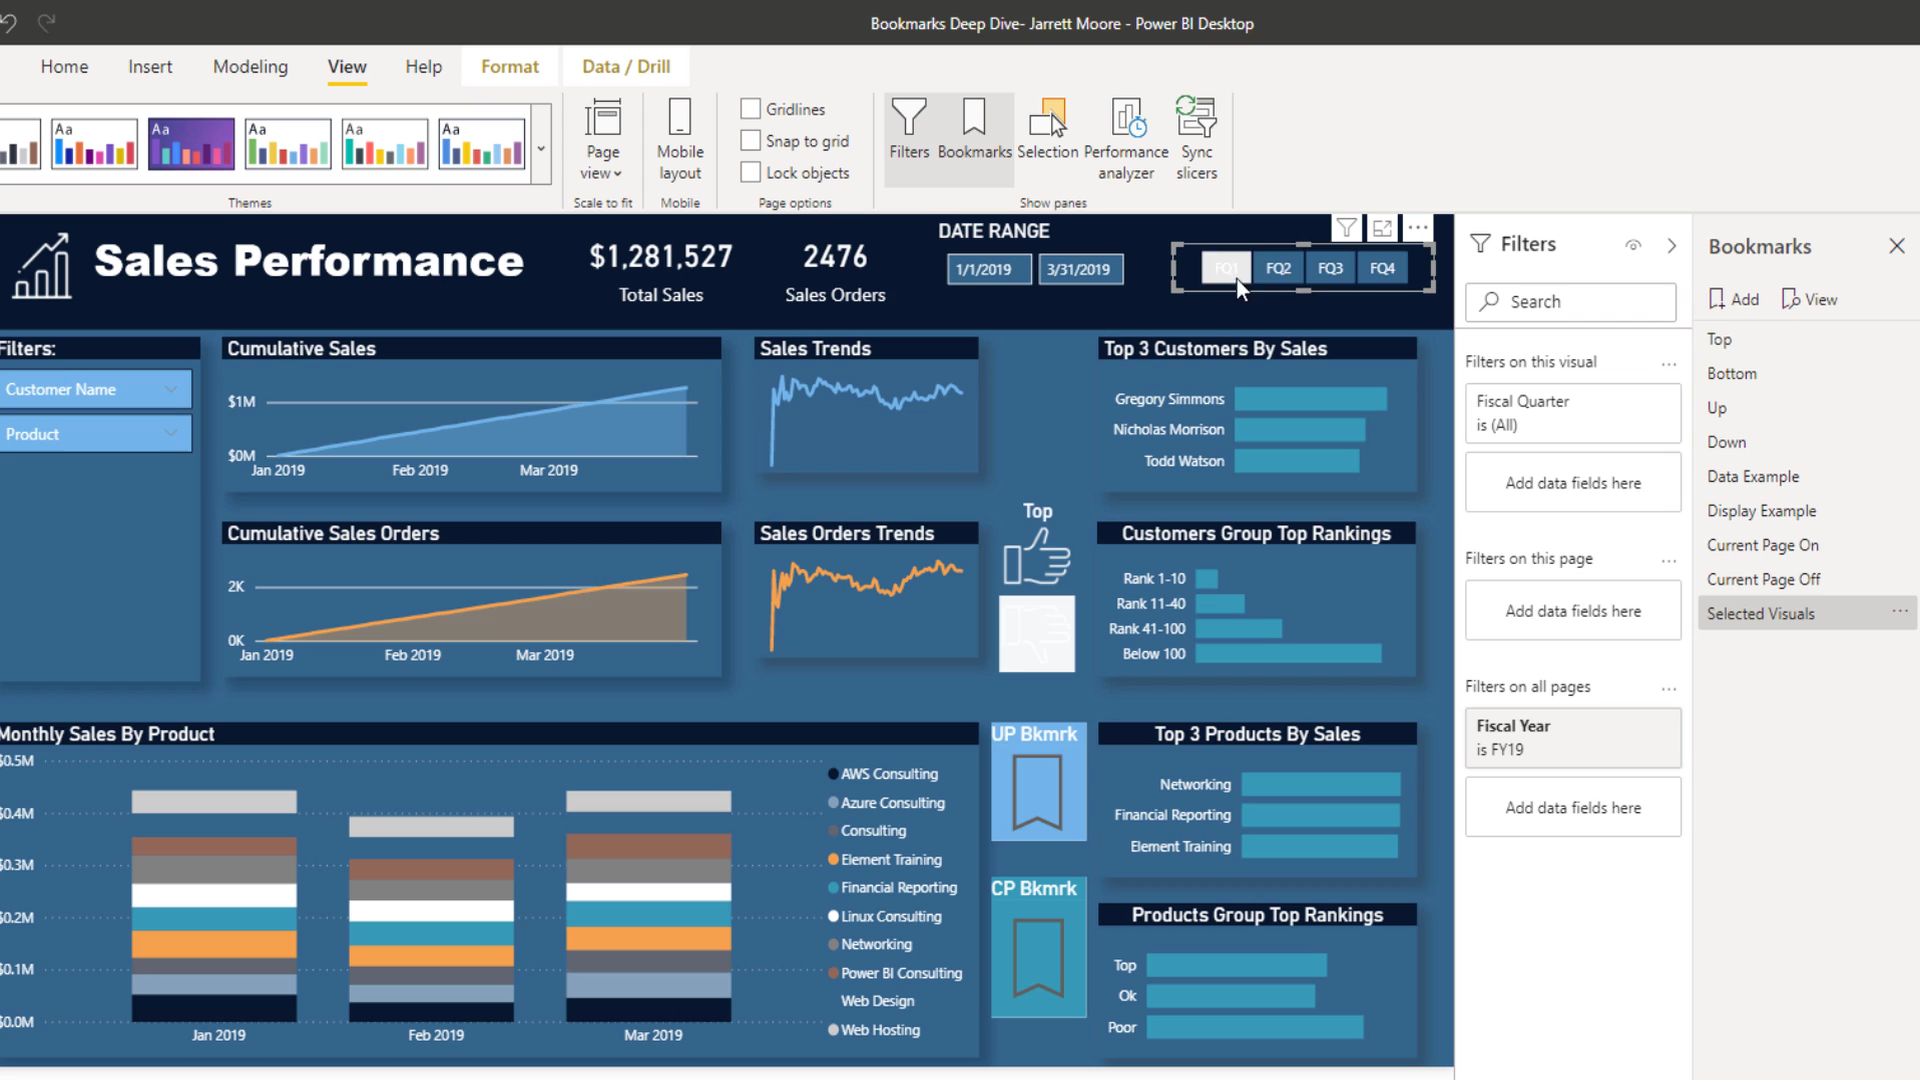 Bookmarks Deep Dive- Jarrett Moore - Power BI Desktop
Home Insert Modeling View Help Format Data / Drill
Aa Aa Aa Aa Aa
Themes
Page view
Scale to fit
Mobile layout
Mobile
Gridlines
Snap to grid
Lock objects
Page options
Filters
Bookmarks
Selection
Performance analyzer
Sync slicers
Show panes
Sales Performance
$1,281,527
Total Sales
2476
Sales Orders
DATE RANGE
1/1/2019 3/31/2019
FQ1 FQ2 FQ3 FQ4
Filters:
Customer Name
Product
Cumulative Sales
$1M
$0M
Jan 2019 Feb 2019 Mar 2019
Sales Trends
Top 3 Customers By Sales
Gregory Simmons
Nicholas Morrison
Todd Watson
Cumulative Sales Orders
2K
0K
Jan 2019 Feb 2019 Mar 2019
Sales Orders Trends
Top
Customers Group Top Rankings
Rank 1-10
Rank 11-40
Rank 41-100
Below 100
Monthly Sales By Product
$0.5M
$0.4M
$0.3M
$0.2M
$0.1M
$0.0M
Jan 2019 Feb 2019 Mar 2019
AWS Consulting
Azure Consulting
Consulting
Element Training
Financial Reporting
Linux Consulting
Networking
Power BI Consulting
Web Design
Web Hosting
UP Bkmrk
CP Bkmrk
Top 3 Products By Sales
Networking
Financial Reporting
Element Training
Products Group Top Rankings
Top
Ok
Poor
Filters
Search
Filters on this visual
Fiscal Quarter
is (All)
Add data fields here
Filters on this page
Add data fields here
Filters on all pages
Fiscal Year
is FY19
Add data fields here
Bookmarks
Add View
Top
Bottom
Up
Down
Data Example
Display Example
Current Page On
Current Page Off
Selected Visuals